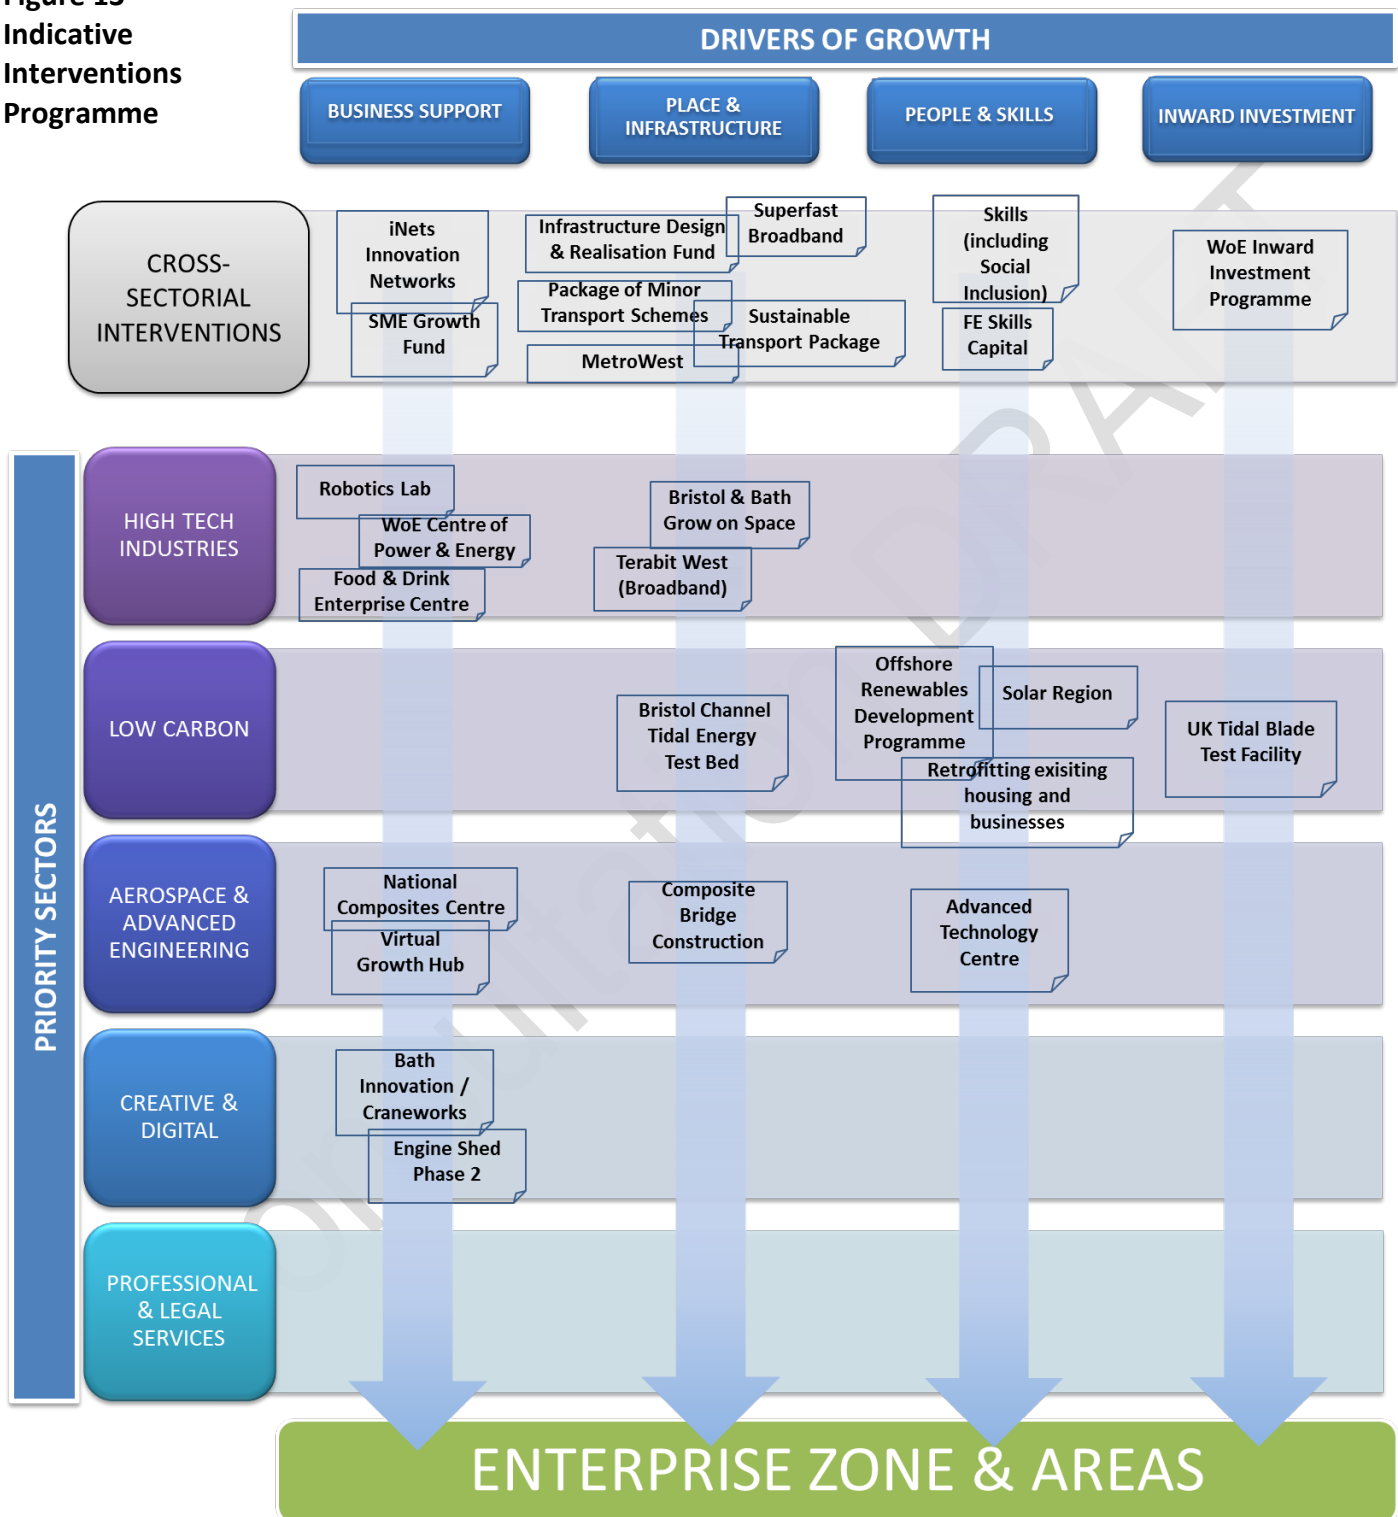 Figure 13
Indicative
Interventions
Programme
DRIVERS OF GROWTH
BUSINESS SUPPORT
PLACE &
INFRASTRUCTURE
PEOPLE & SKILLS
INWARD INVESTMENT
CROSS-
SECTORIAL
INTERVENTIONS
iNets
Innovation
Networks
SME Growth
Fund
Infrastructure Design
& Realisation Fund
Superfast
Broadband
Package of Minor
Transport Schemes
Sustainable
Transport Package
MetroWest
Skills
(including
Social
Inclusion)
FE Skills
Capital
WoE Inward
Investment
Programme
PRIORITY SECTORS
HIGH TECH
INDUSTRIES
Robotics Lab
WoE Centre of
Power & Energy
Food & Drink
Enterprise Centre
Bristol & Bath
Grow on Space
Terabit West
(Broadband)
LOW CARBON
Bristol Channel
Tidal Energy
Test Bed
Offshore
Renewables
Development
Programme
Solar Region
Retrofitting exisiting
housing and
businesses
UK Tidal Blade
Test Facility
AEROSPACE &
ADVANCED
ENGINEERING
National
Composites Centre
Virtual
Growth Hub
Composite
Bridge
Construction
Advanced
Technology
Centre
CREATIVE &
DIGITAL
Bath
Innovation /
Craneworks
Engine Shed
Phase 2
PROFESSIONAL
& LEGAL
SERVICES
ENTERPRISE ZONE & AREAS
DRAFT